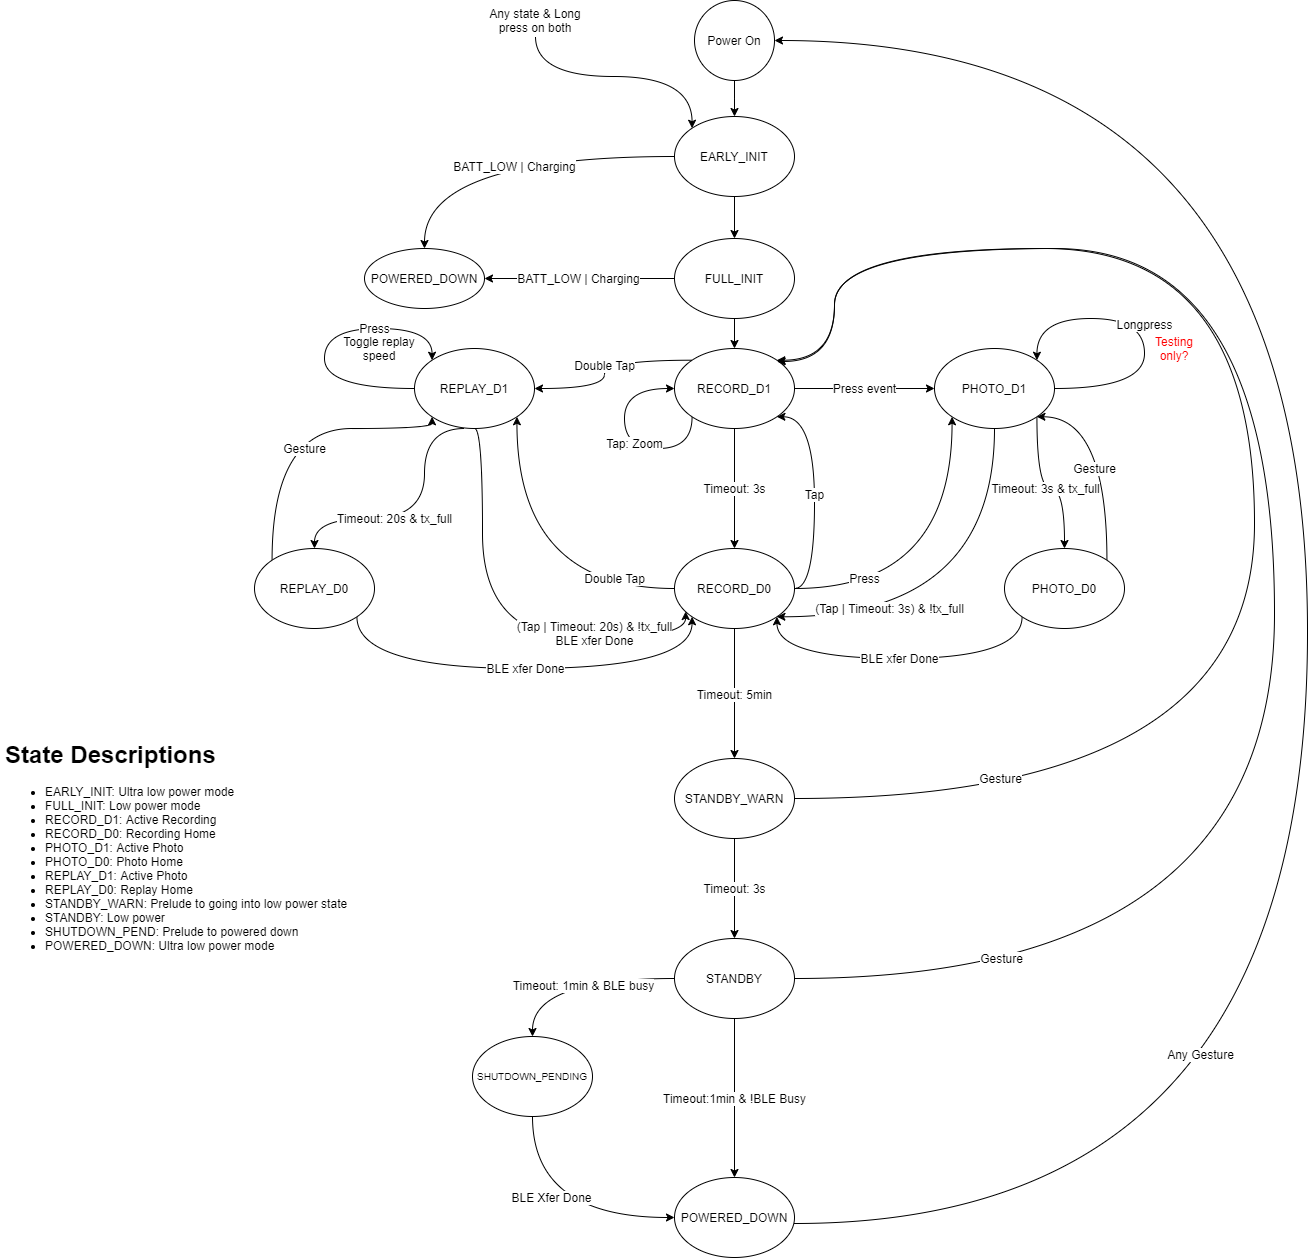 Any state & Long
press on both
Power On
EARLY_INIT
BATT_LOW | Charging
POWERED_DOWN
BATT_LOW | Charging
FULL_INIT
Press
Toggle replay
speed
Longpress
Testing
only?
Double Tap
REPLAY_D1
RECORD_D1
Press event
PHOTO_D1
Tap: Zoom
Gesture
Timeout: 3s
Tap
Gesture
Timeout: 3s & tx_full
Timeout: 20s & tx_full
REPLAY_D0
Double Tap
RECORD_D0
Press
PHOTO_D0
(Tap | Timeout: 3s) & !tx_full
(Tap | Timeout: 20s) & !tx_full
BLE xfer Done
BLE xfer Done
BLE xfer Done
Timeout: 5min
State Descriptions
EARLY_INIT: Ultra low power mode
FULL_INIT: Low power mode
RECORD_D1: Active Recording
RECORD_D0: Recording Home
PHOTO_D1: Active Photo
PHOTO_D0: Photo Home
REPLAY_D1: Active Photo
REPLAY_D0: Replay Home
STANDBY_WARN: Prelude to going into low power state
STANDBY: Low power
SHUTDOWN_PEND: Prelude to powered down
POWERED_DOWN: Ultra low power mode
STANDBY_WARN
Gesture
Timeout: 3s
STANDBY
Gesture
Timeout: 1min & BLE busy
SHUTDOWN_PENDING
Any Gesture
Timeout:1min & !BLE Busy
BLE Xfer Done
POWERED_DOWN